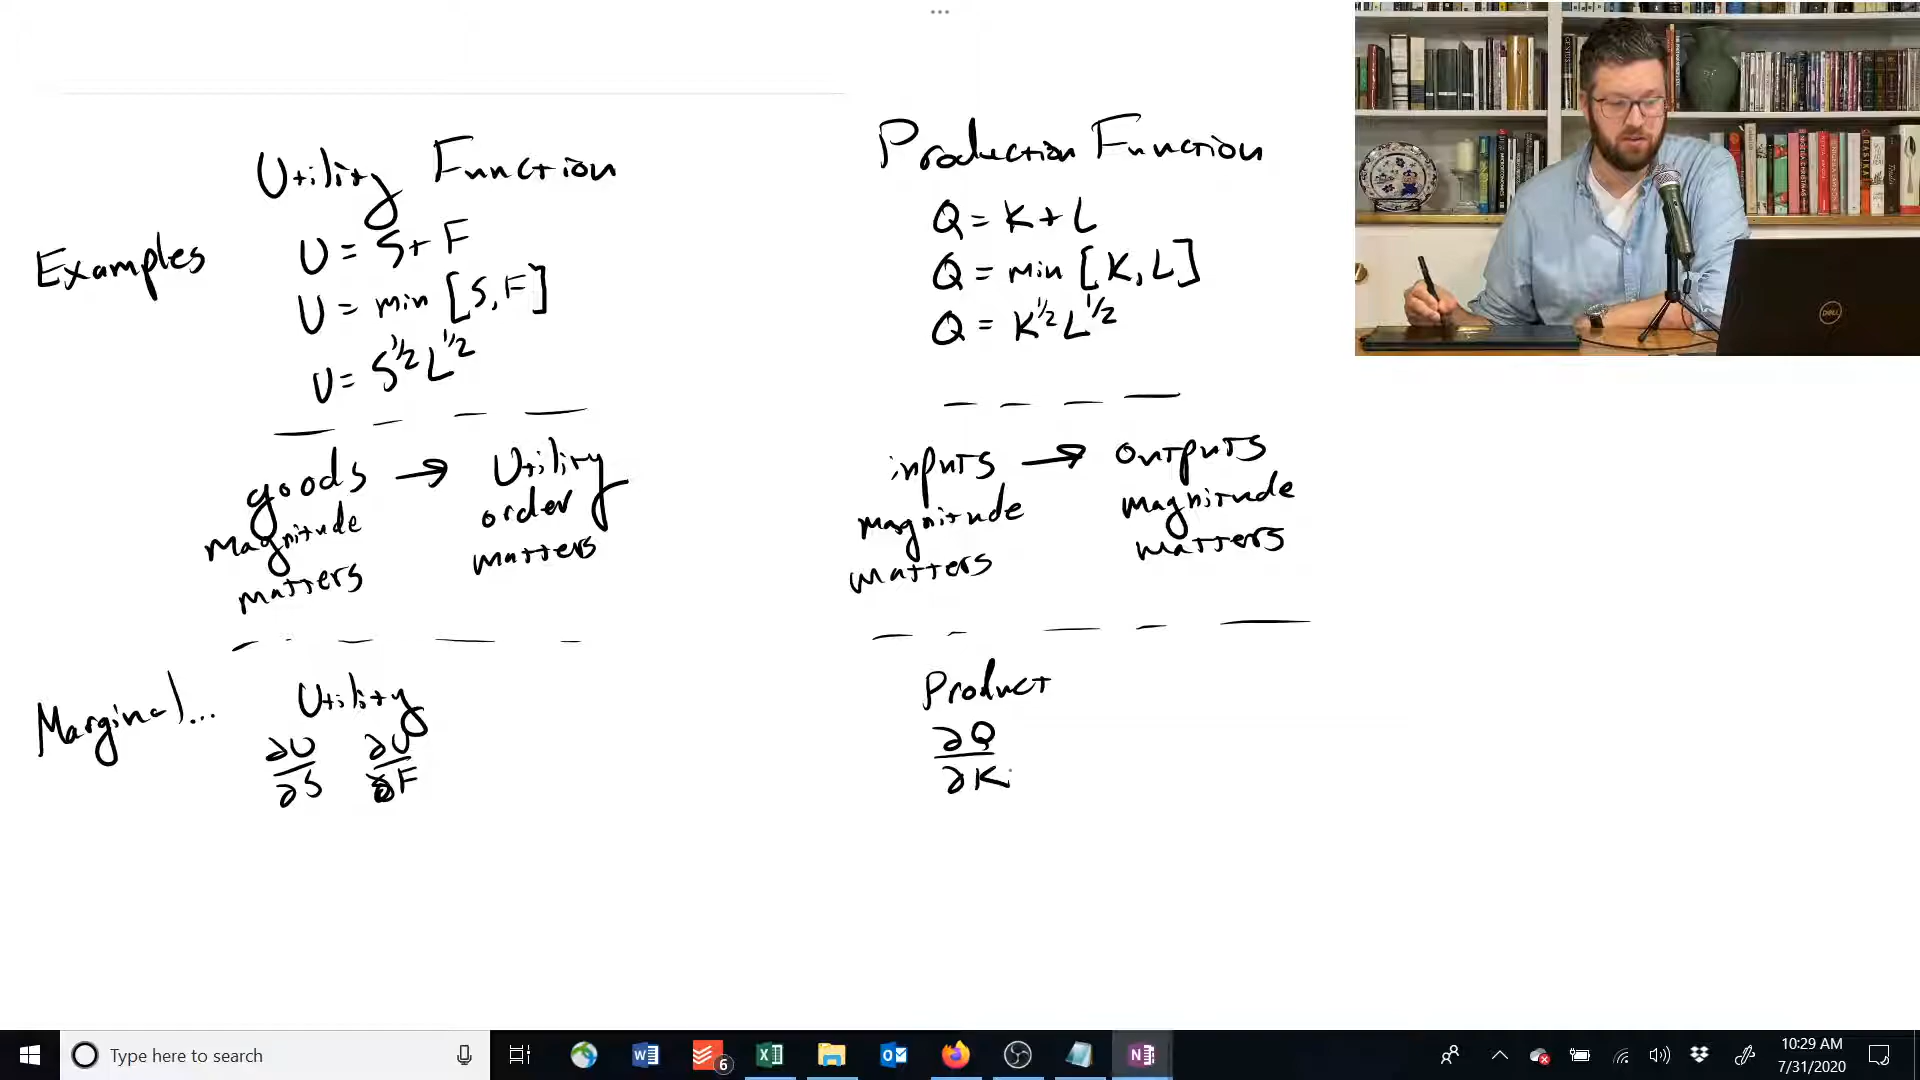 Utility Function
Production Function
Examples
U = S + F
U = min [S, F]
U = S^1/2 L^1/2
Q = K + L
Q = min [K, L]
Q = K^1/2 L^1/2
goods → Utility
magnitude matters
order matters
inputs → outputs
magnitude matters
magnitude matters
Marginal...
Utility
∂U/∂S ∂U/∂F
Product
∂Q/∂K
DELL
Type here to search
6
10:29 AM
7/31/2020